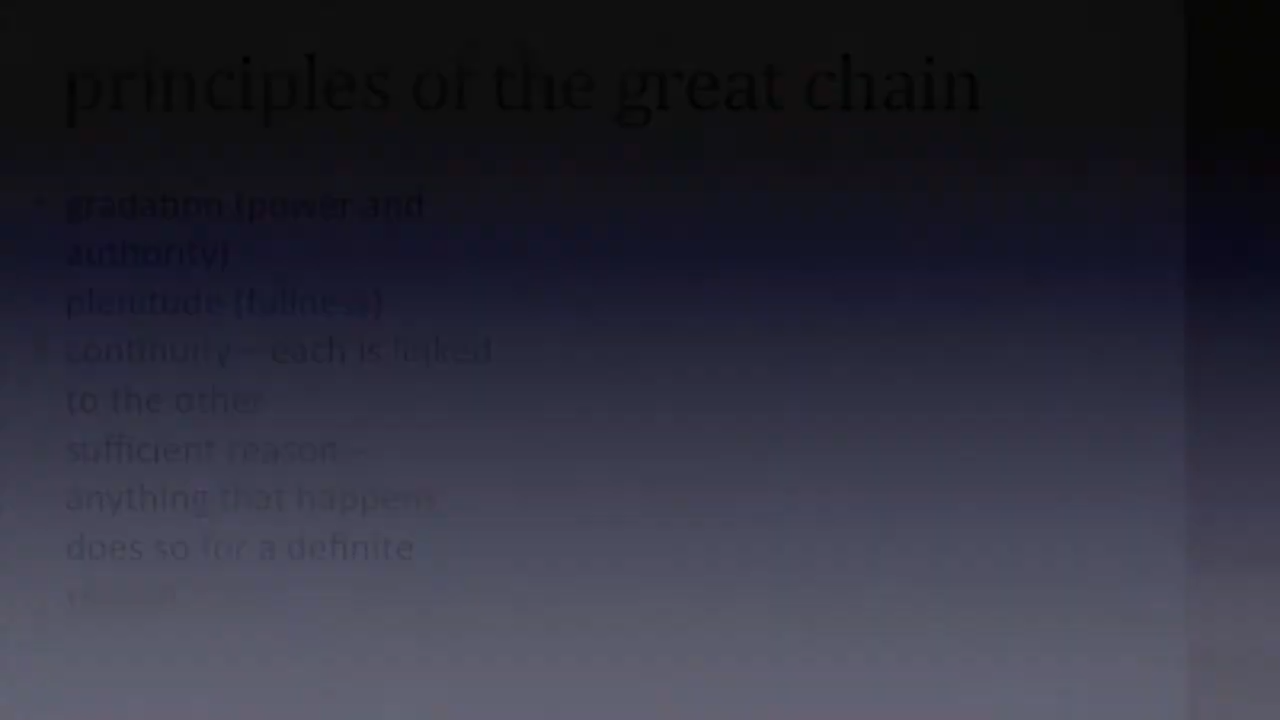 principles of the great chain
gradation (power and
authority)
plenitude (fullness)
continuity – each is linked
to the other
sufficient reason –
anything that happens
does so for a definite
reason